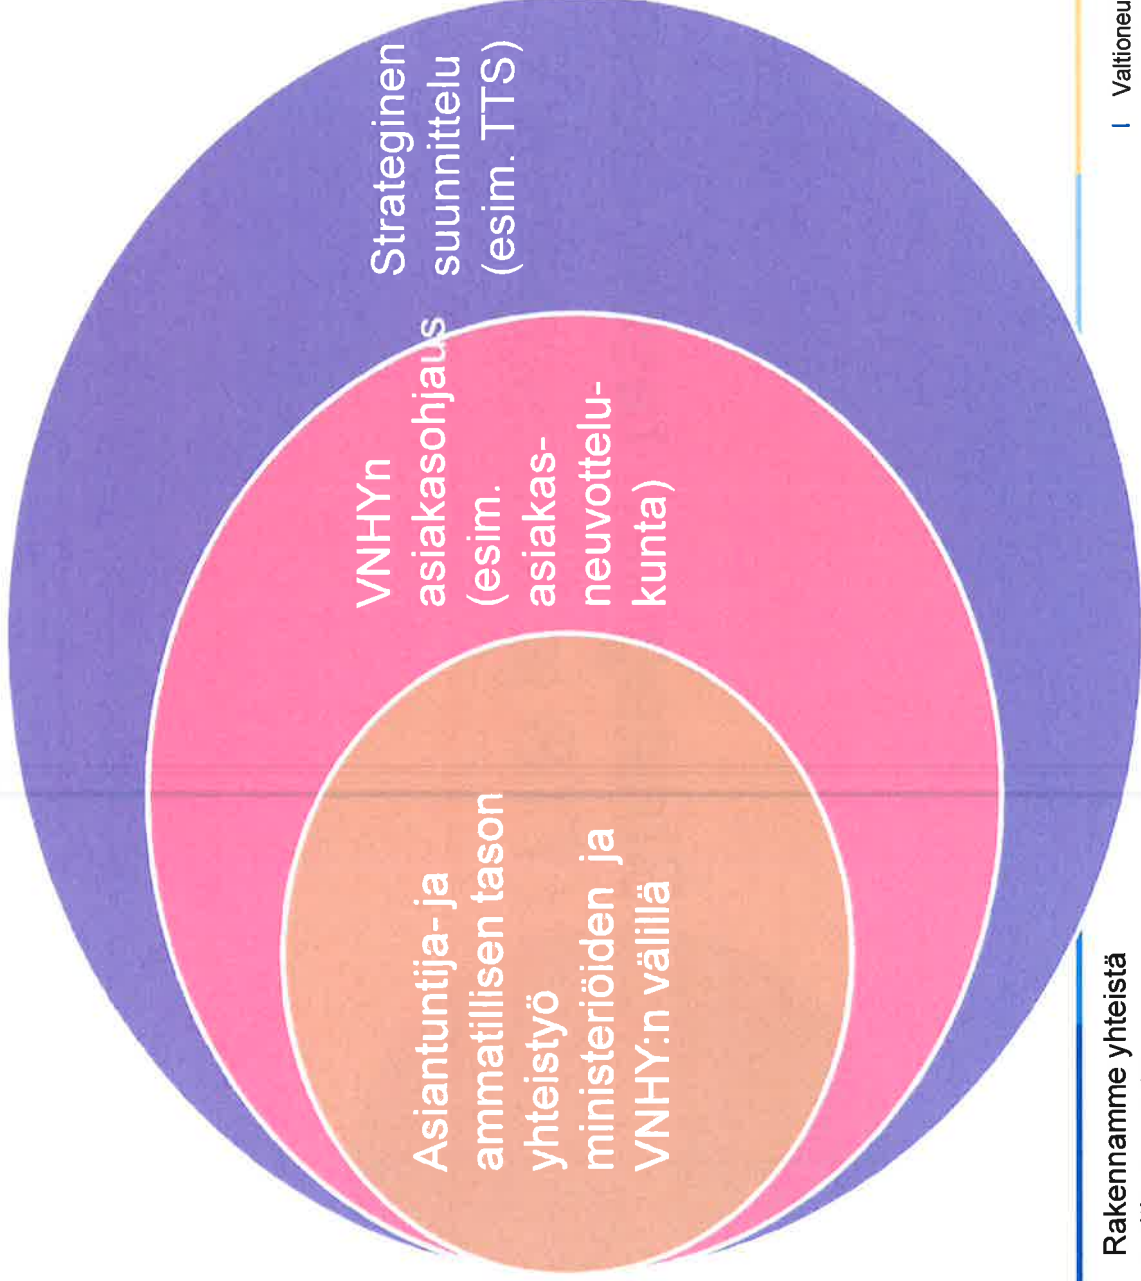 Asiantuntija- ja
ammatillisen tason
yhteistyö
ministeriöiden ja
VNHY:n välillä
VNHYn
asiakasohjaus
(esim.
asiakas-
neuvottelu-
kunta)
Strateginen
suunnittelu
(esim. TTS)
Rakennamme yhteistä